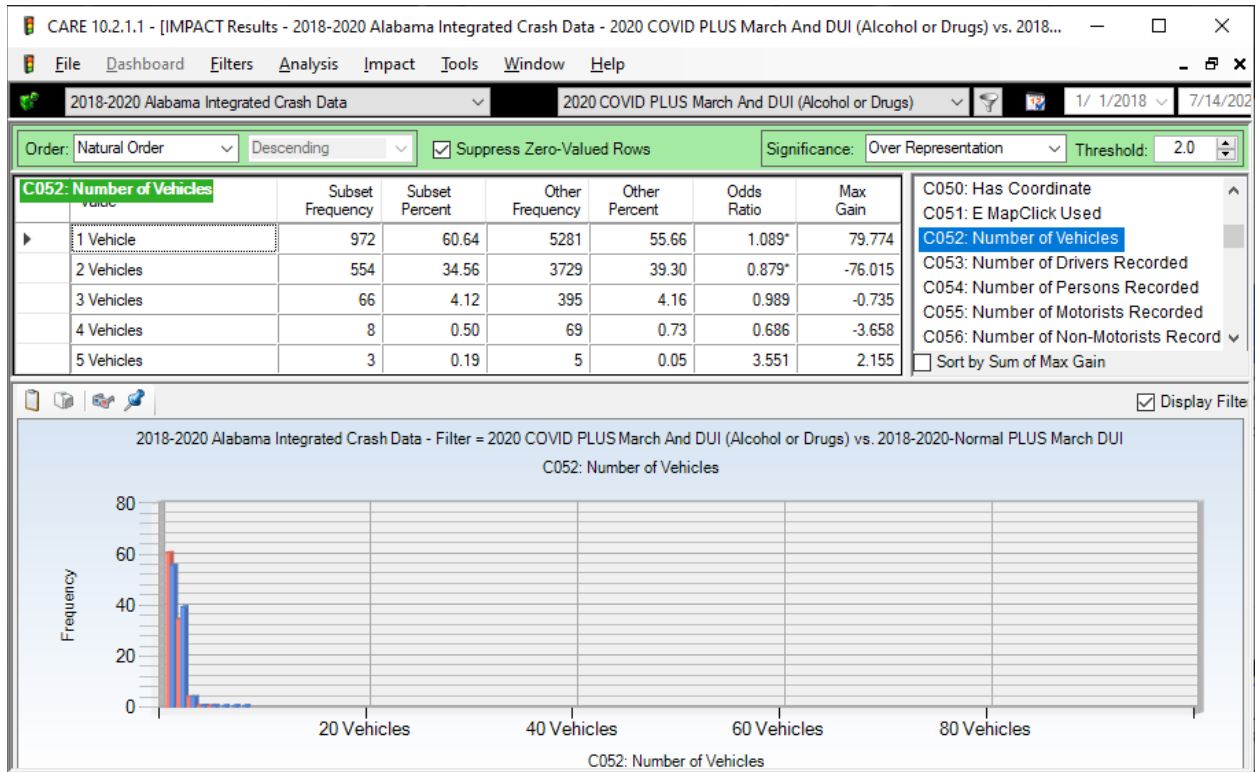 CARE 10.2.1.1 - [IMPACT Results - 2018-2020 Alabama Integrated Crash Data - 2020 COVID PLUS March And DUI (Alcohol or Drugs) vs. 2018...
File Dashboard Filters Analysis Impact Tools Window Help
2018-2020 Alabama Integrated Crash Data 2020 COVID PLUS March And DUI (Alcohol or Drugs) 1/ 1/2018 7/14/202
Order: Natural Order Descending Suppress Zero-Valued Rows Significance: Over Representation Threshold: 2.0
C052: Number of Vehicles
Subset Frequency Subset Percent Other Frequency Other Percent Odds Ratio Max Gain
1 Vehicle 972 60.64 5281 55.66 1.089* 79.774
2 Vehicles 554 34.56 3729 39.30 0.879* -76.015
3 Vehicles 66 4.12 395 4.16 0.989 -0.735
4 Vehicles 8 0.50 69 0.73 0.686 -3.658
5 Vehicles 3 0.19 5 0.05 3.551 2.155
C050: Has Coordinate
C051: E MapClick Used
C052: Number of Vehicles
C053: Number of Drivers Recorded
C054: Number of Persons Recorded
C055: Number of Motorists Recorded
C056: Number of Non-Motorists Record
Sort by Sum of Max Gain
Display Filte
2018-2020 Alabama Integrated Crash Data - Filter = 2020 COVID PLUS March And DUI (Alcohol or Drugs) vs. 2018-2020-Normal PLUS March DUI
C052: Number of Vehicles
Frequency
80
60
40
20
0
20 Vehicles 40 Vehicles 60 Vehicles 80 Vehicles
C052: Number of Vehicles